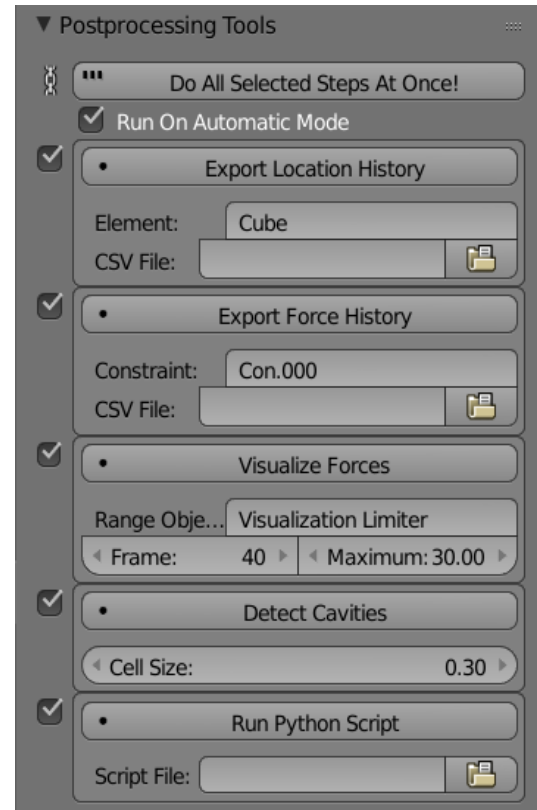 Postprocessing Tools
Do All Selected Steps At Once!
Run On Automatic Mode
Export Location History
Element: Cube
CSV File:
Export Force History
Constraint: Con.000
CSV File:
Visualize Forces
Range Obje... Visualization Limiter
Frame: 40 Maximum: 30.00
Detect Cavities
Cell Size: 0.30
Run Python Script
Script File: